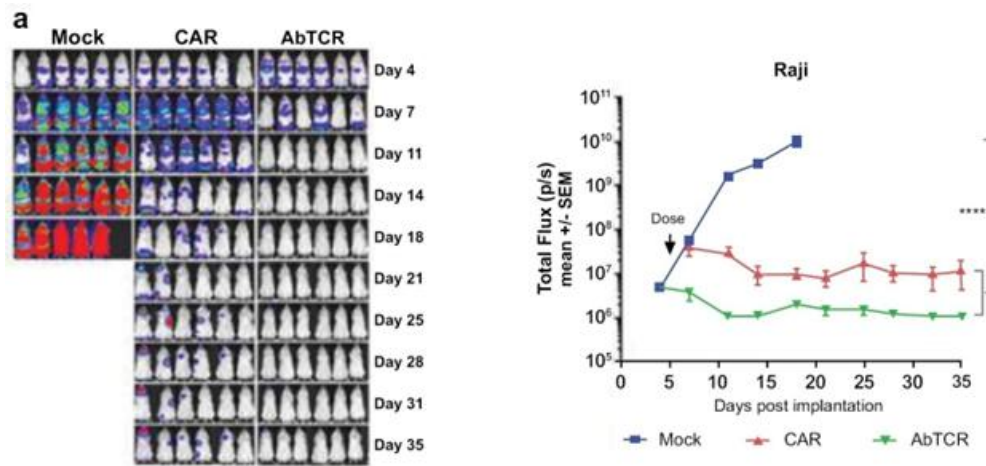 a
Mock CAR AbTCR
Day 4
Day 7
Day 11
Day 14
Day 18
Day 21
Day 25
Day 28
Day 31
Day 35
Raji
Total Flux (p/s)
mean +/- SEM
10¹¹
10¹⁰
10⁹
10⁸
10⁷
10⁶
10⁵
Dose
****
0 5 10 15 20 25 30 35
Days post implantation
Mock CAR AbTCR